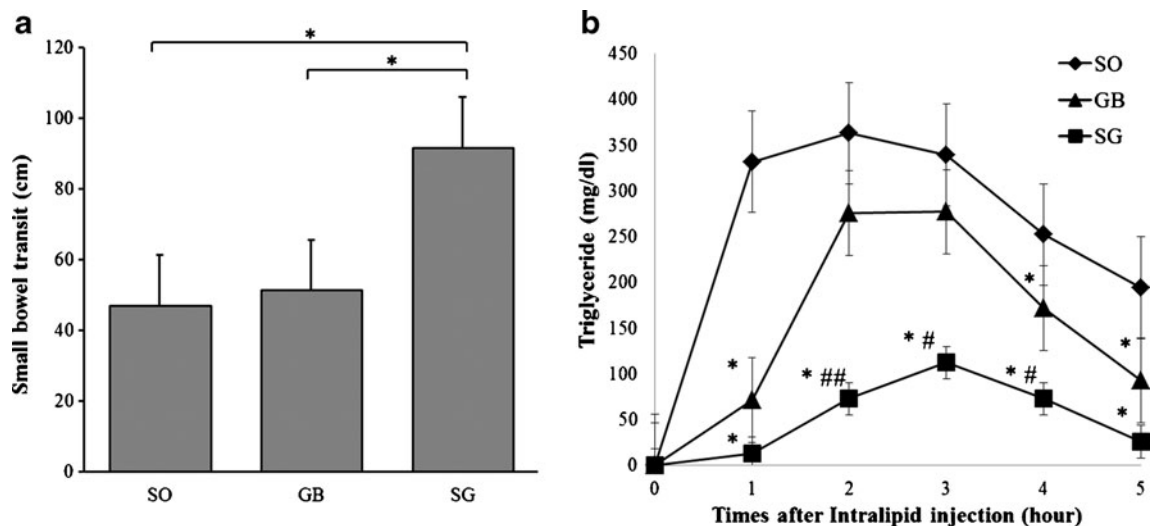 a
*
*
120
100
80
60
40
20
0
Small bowel transit (cm)
SO GB SG
b
450
400
350
300
250
200
150
100
50
0
Triglyceride (mg/dl)
SO
GB
SG
*
*
*
* ##
* #
* #
*
*
*
0 1 2 3 4 5
Times after Intralipid injection (hour)